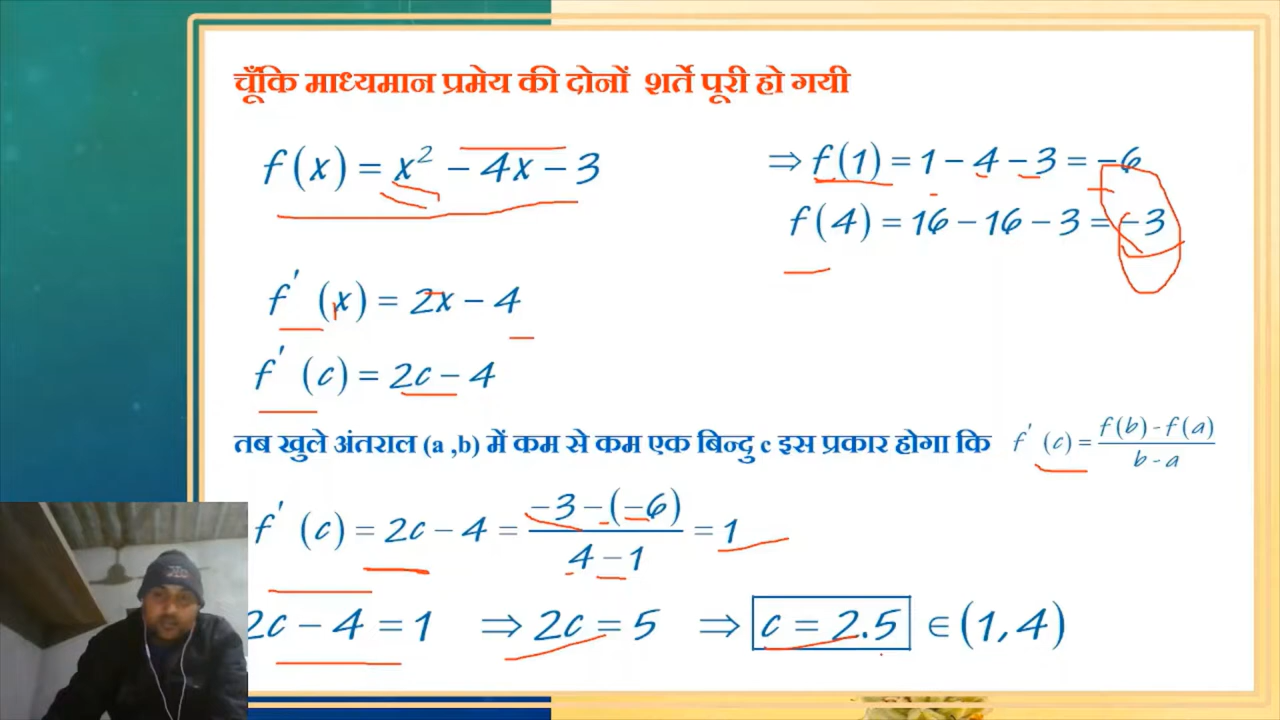 चूँकि माध्यमान प्रमेय की दोनों शर्ते पूरी हो गयी
f(x) = x² − 4x − 3
⇒ f(1) = 1 − 4 − 3 = −6
f(4) = 16 − 16 − 3 = −3
f′(x) = 2x − 4
f′(c) = 2c − 4
तब खुले अंतराल (a ,b) में कम से कम एक बिन्दु c इस प्रकार होगा कि f′(c) = (f(b) - f(a))/(b - a)
f′(c) = 2c − 4 = (−3 − (−6))/(4 − 1) = 1
2c − 4 = 1 ⇒ 2c = 5 ⇒ c = 2.5 ∈ (1, 4)